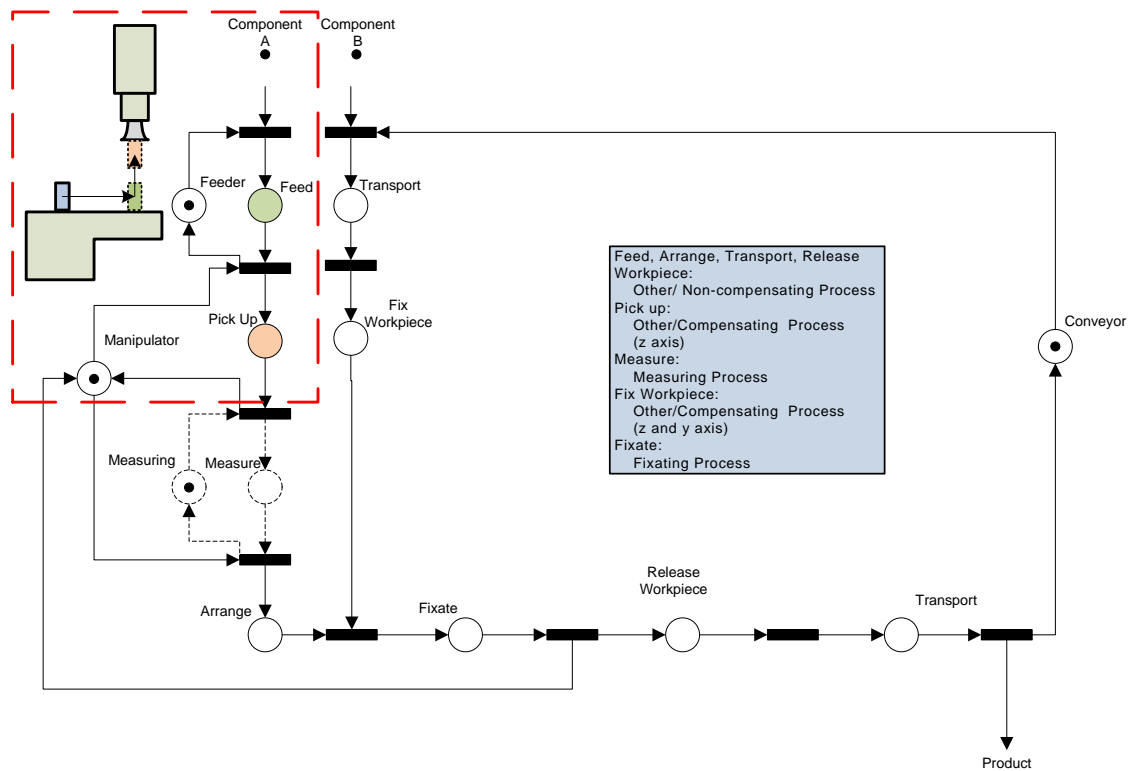 Component
A
Component
B
Feeder
Feed
Transport
Feed, Arrange, Transport, Release
Workpiece:
Other/ Non-compensating Process
Pick up:
Other/Compensating Process
(z axis)
Measure:
Measuring Process
Fix Workpiece:
Other/Compensating Process
(z and y axis)
Fixate:
Fixating Process
Pick Up
Fix
Workpiece
Manipulator
Conveyor
Measuring
Measure
Arrange
Fixate
Release
Workpiece
Transport
Product